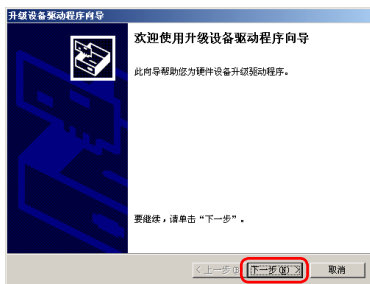 升级设备驱动程序向导
欢迎使用升级设备驱动程序向导
此向导帮助您为硬件设备升级驱动程序。
要继续，请单击“下一步”。
< 上一步(B) 下一步(N) > 取消